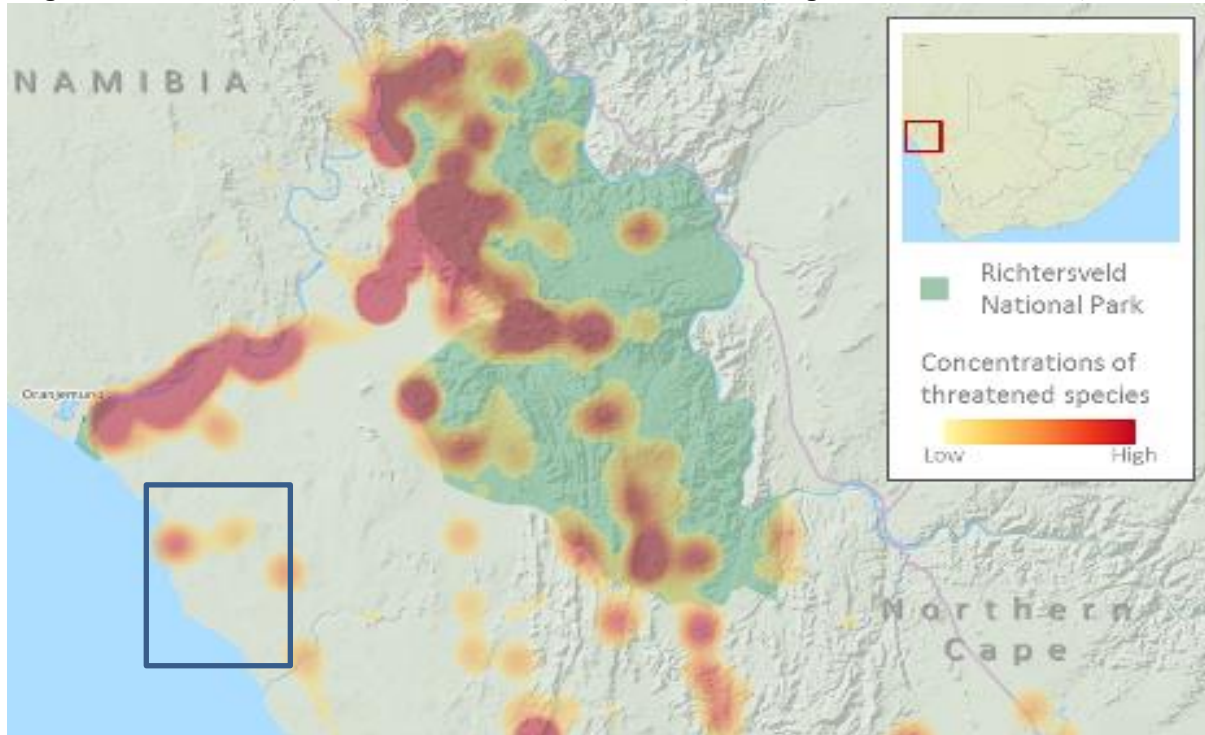 NAMIBIA
Oranjemund
Richtersveld
National Park
Concentrations of
threatened species
Low High
Northern
Cape